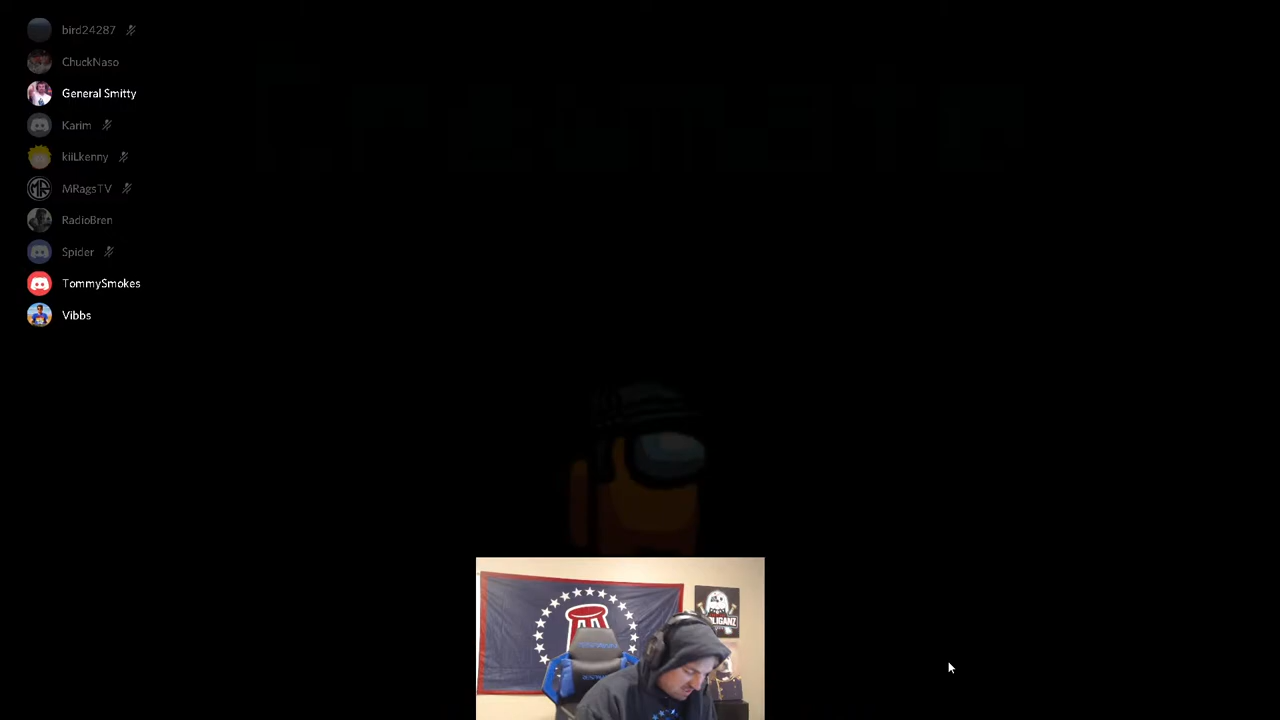 bird24287
ChuckNaso
General Smitty
Karim
kiiLkenny
MRagsTV
RadioBren
Spider
TommySmokes
Vibbs